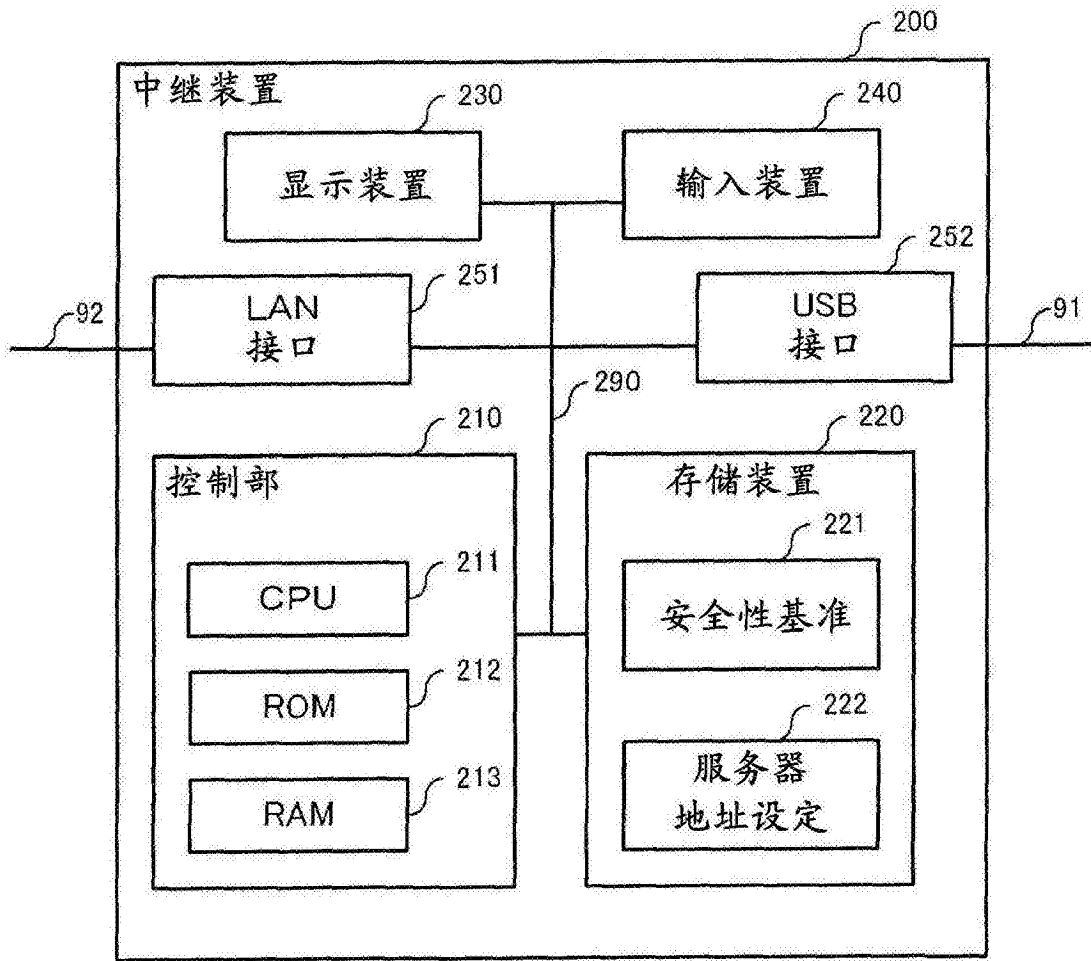 200
中继装置
230
240
显示装置
输入装置
252
251
LAN
接口
USB
接口
92
91
290
210
220
控制部
存储装置
221
211
CPU
安全性基准
212
ROM
222
213
RAM
服务器
地址设定